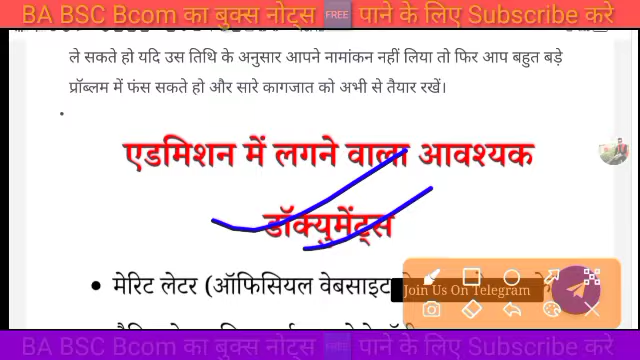 BA BSC Bcom का बुक्स नोट्स FREE पाने के लिए Subscribe करे
ले सकते हो यदि उस तिथि के अनुसार आपने नामांकन नहीं लिया तो फिर आप बहुत बड़े
प्रॉब्लम में फंस सकते हो और सारे कागजात को अभी से तैयार रखें।
एडमिशन में लगने वाला आवश्यक
डॉक्युमेंट्स
• मेरिट लेटर (ऑफिसियल वेबसाइट
Join Us On Telegram
BA BSC Bcom का बुक्स नोट्स FREE पाने के लिए Subscribe करे